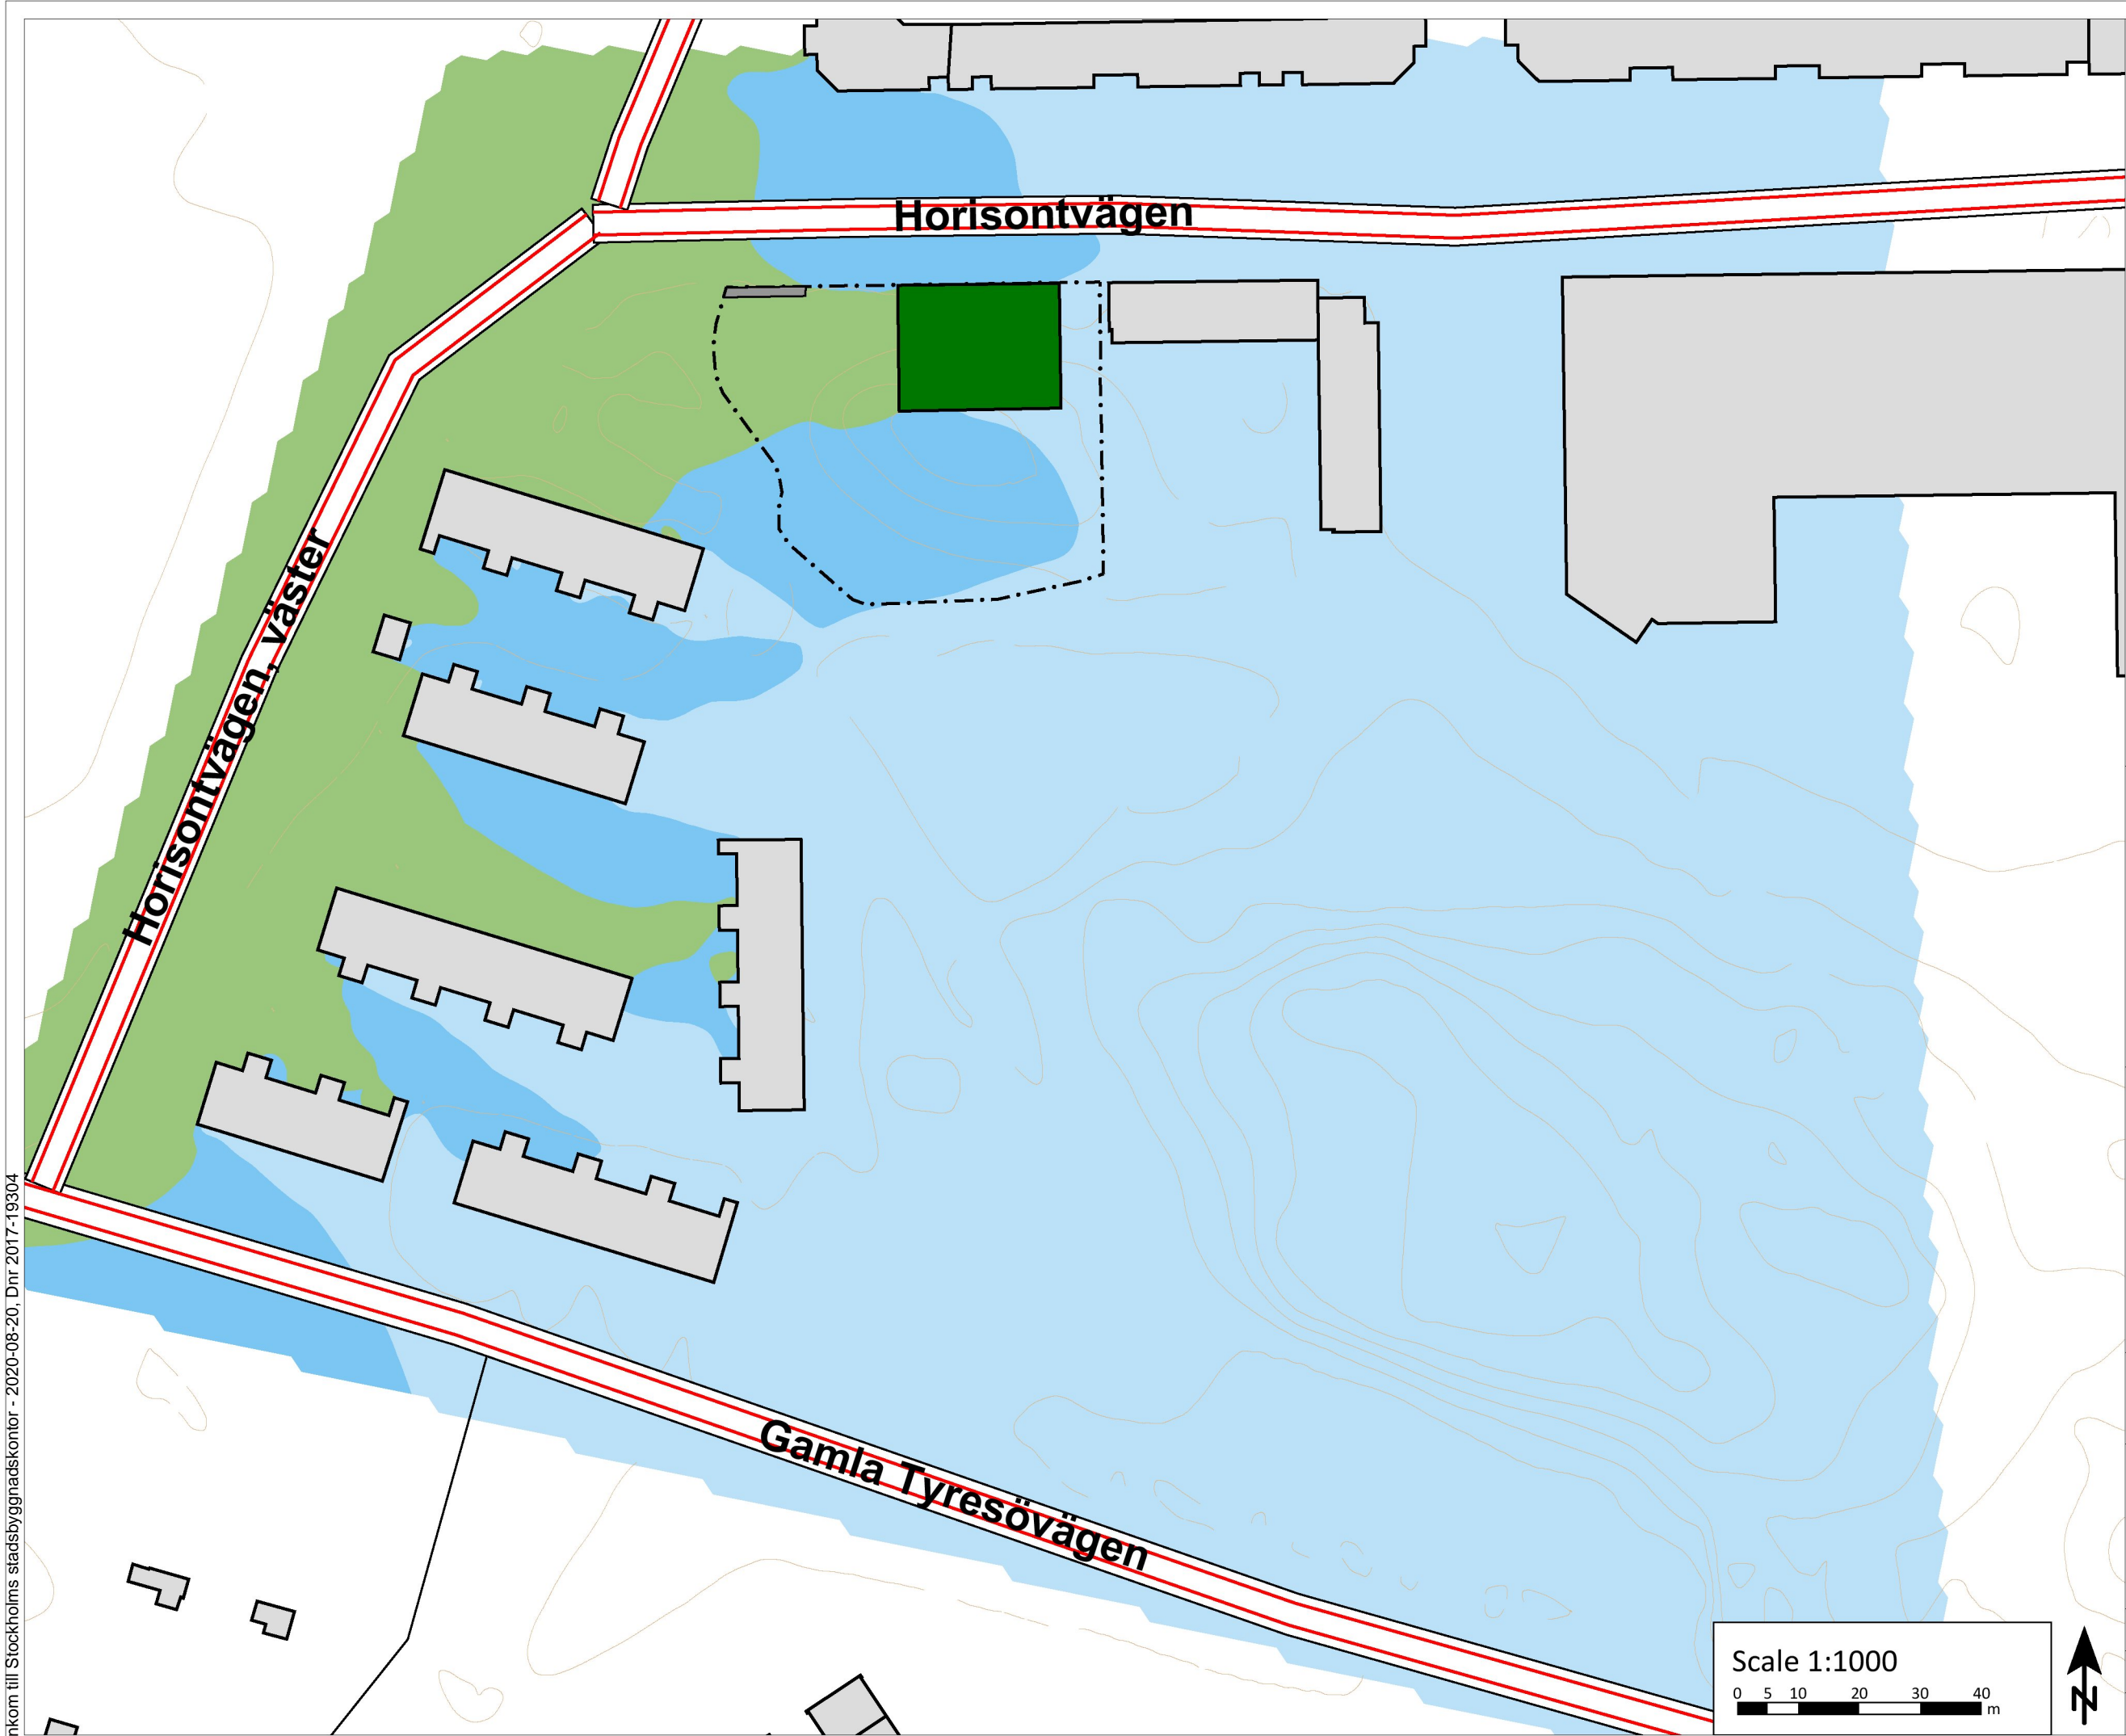 Horisontvägen
Horisontvägen, väster
Gamla Tyresövägen
nkom till Stockholms stadsbyggnadskontor - 2020-08-20, Dnr 2017-19304
Scale 1:1000
0 5 10 20 30 40 m
N